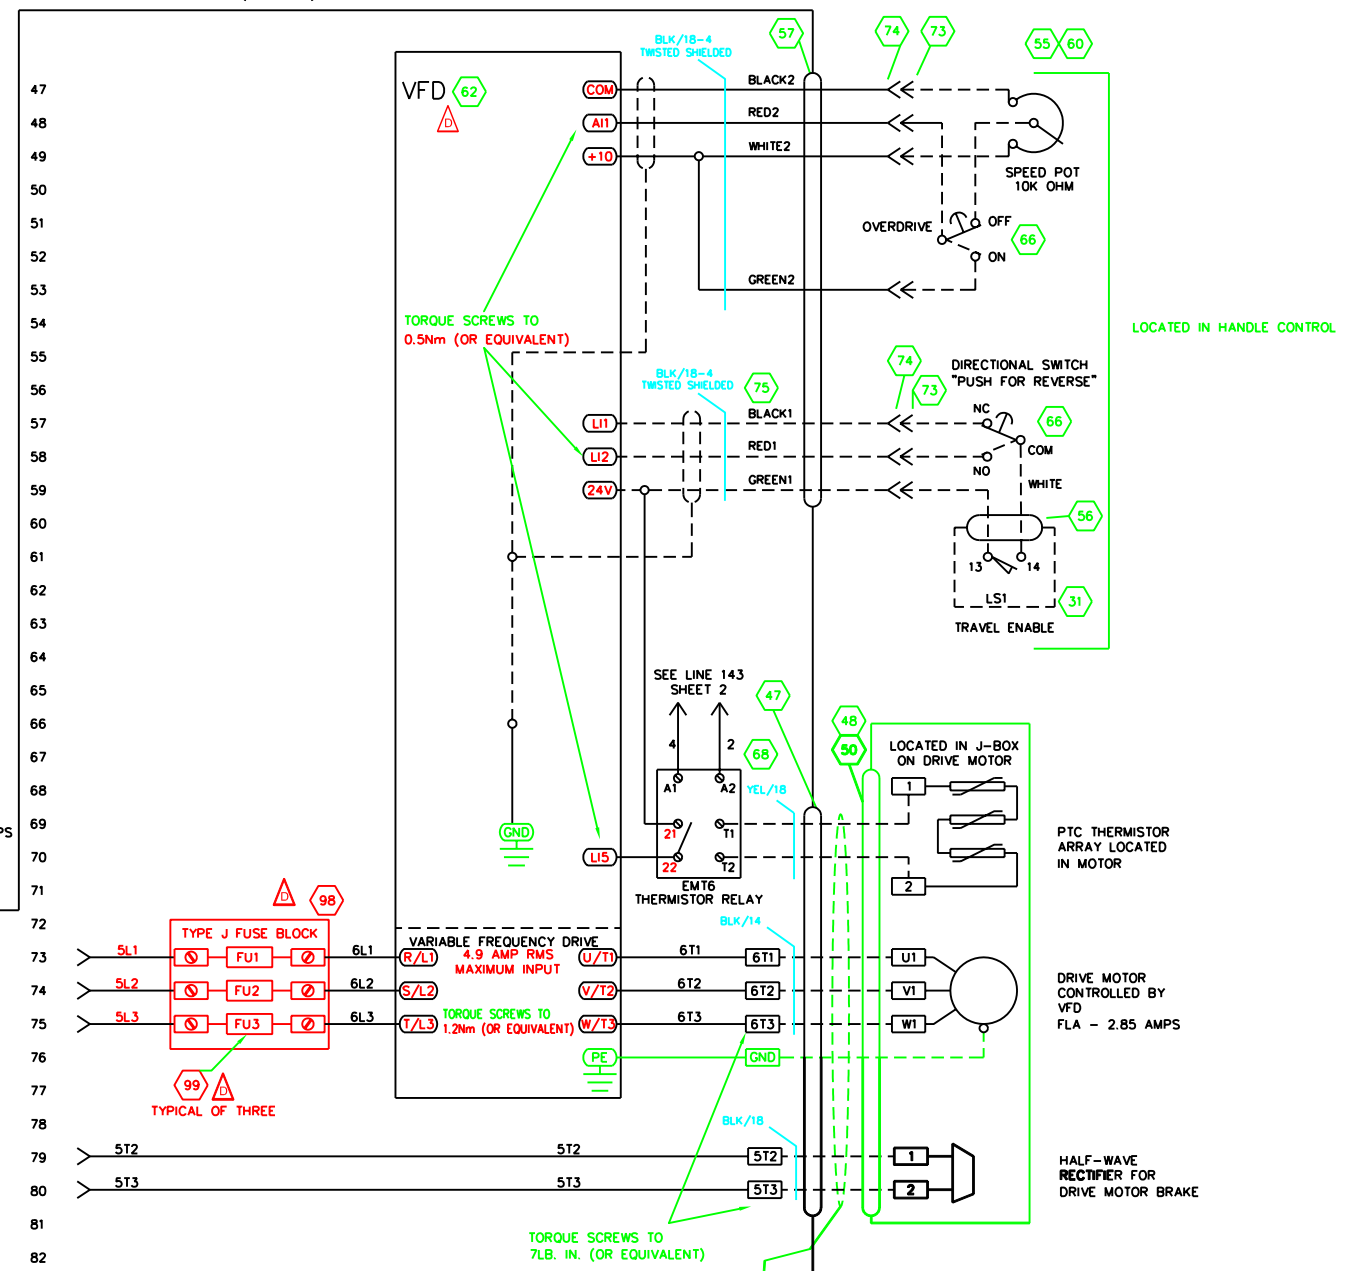 57
74
73
BLK/18-4
TWISTED SHIELDED
55
60
47
VFD
62
COM
BLACK2
D
48
AI1
RED2
49
+10
WHITE2
SPEED POT
10K OHM
50
51
OVERDRIVE
OFF
66
52
ON
53
GREEN2
54
TORQUE SCREWS TO
0.5Nm (OR EQUIVALENT)
LOCATED IN HANDLE CONTROL
55
56
BLK/18-4
TWISTED SHIELDED
75
74
73
DIRECTIONAL SWITCH
"PUSH FOR REVERSE"
57
LI1
BLACK1
NC
66
58
LI2
RED1
COM
NO
59
24V
GREEN1
WHITE
60
56
61
13
14
62
LS1
31
63
TRAVEL ENABLE
64
65
SEE LINE 143
SHEET 2
47
66
48
4
2
68
50
67
LOCATED IN J-BOX
ON DRIVE MOTOR
68
A1
A2
YEL/18
1
PS
69
GND
21
T1
PTC THERMISTOR
ARRAY LOCATED
IN MOTOR
70
LI5
22
T2
71
EMT6
THERMISTOR RELAY
2
D
98
72
TYPE J FUSE BLOCK
BLK/14
VARIABLE FREQUENCY DRIVE
4.9 AMP RMS
MAXIMUM INPUT
73
5L1
FU1
6L1
R/L1
U/T1
6T1
6T1
U1
74
5L2
FU2
6L2
S/L2
V/T2
6T2
6T2
V1
DRIVE MOTOR
CONTROLLED BY
VFD
FLA - 2.85 AMPS
75
5L3
FU3
6L3
T/L3
TORQUE SCREWS TO
1.2Nm (OR EQUIVALENT)
W/T3
6T3
6T3
W1
76
PE
GND
77
99
D
TYPICAL OF THREE
78
BLK/18
79
5T2
5T2
5T2
1
HALF-WAVE
RECTIFIER FOR
DRIVE MOTOR BRAKE
80
5T3
5T3
5T3
2
81
TORQUE SCREWS TO
7LB. IN. (OR EQUIVALENT)
82